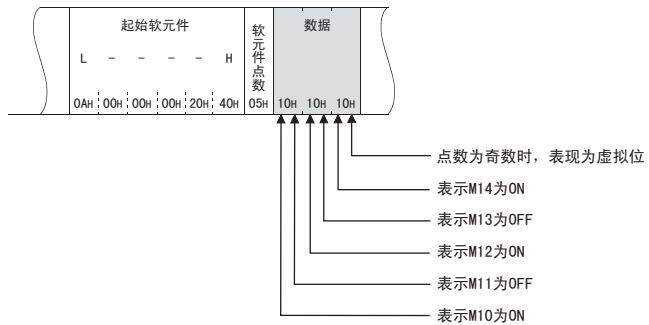 起始软元件
L - - - - H
软元件点数
数据
0AH 00H 00H 00H 20H 40H 05H 10H 10H 10H
点数为奇数时，表现为虚拟位
表示M14为ON
表示M13为OFF
表示M12为ON
表示M11为OFF
表示M10为ON